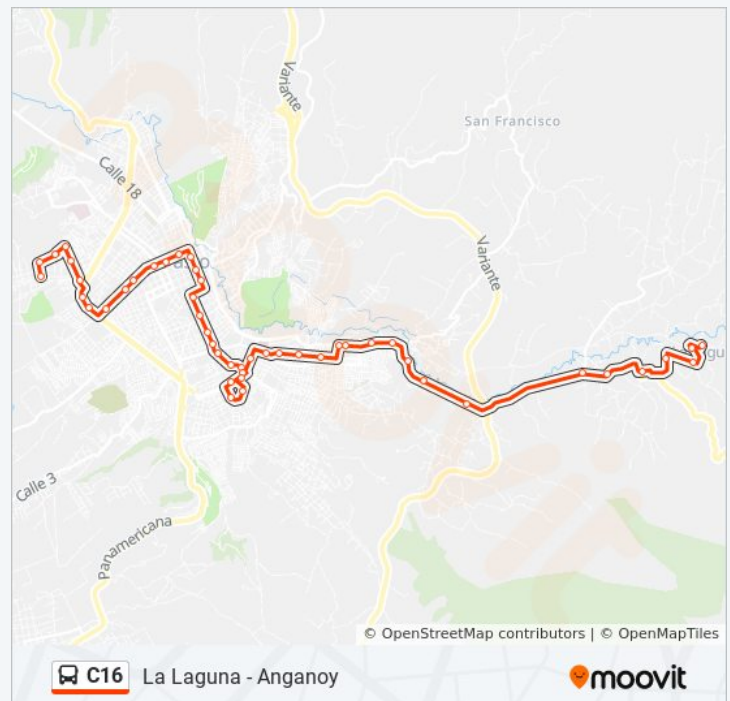 Variante
San Francisco
Calle 18
Variante
Calle 3
Panamericana
© OpenStreetMap contributors | © OpenMapTiles
C16 La Laguna - Anganoy
moovit